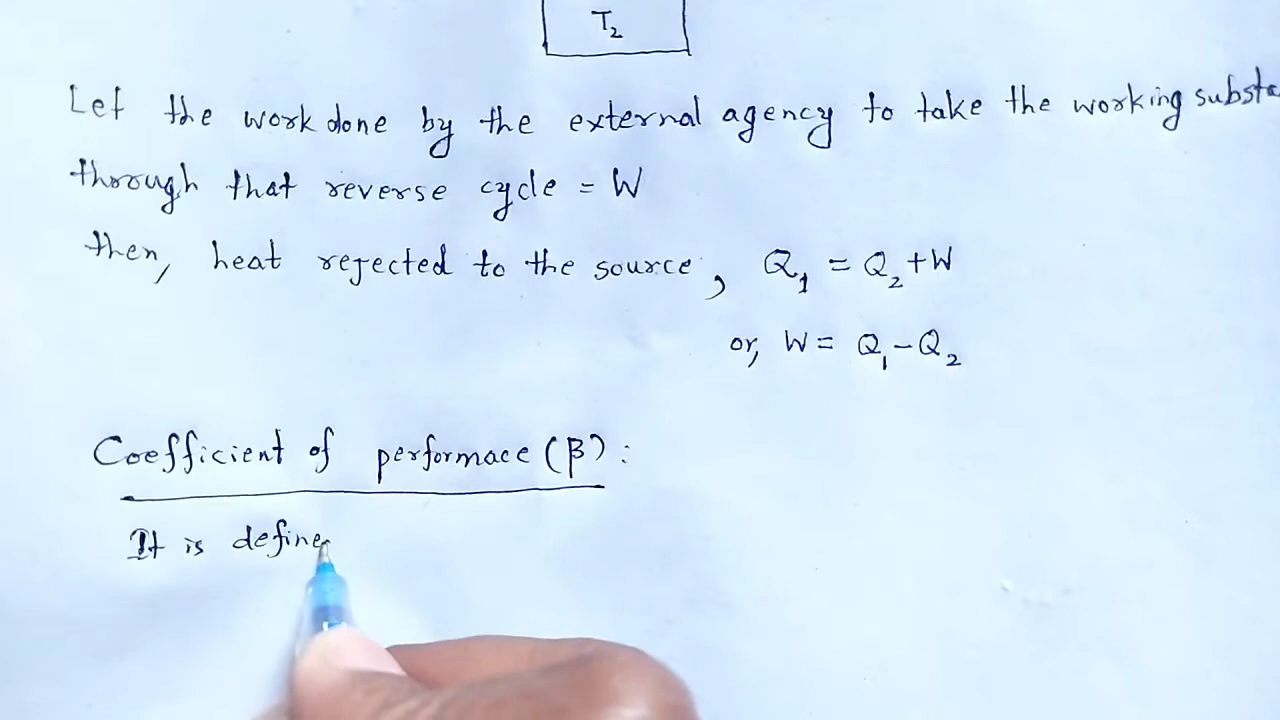 T₂
Let the work done by the external agency to take the working substa
through that reverse cycle = W
then, heat rejected to the source, Q₁ = Q₂+W
or, W = Q₁-Q₂
Coefficient of performace (β) :
It is define